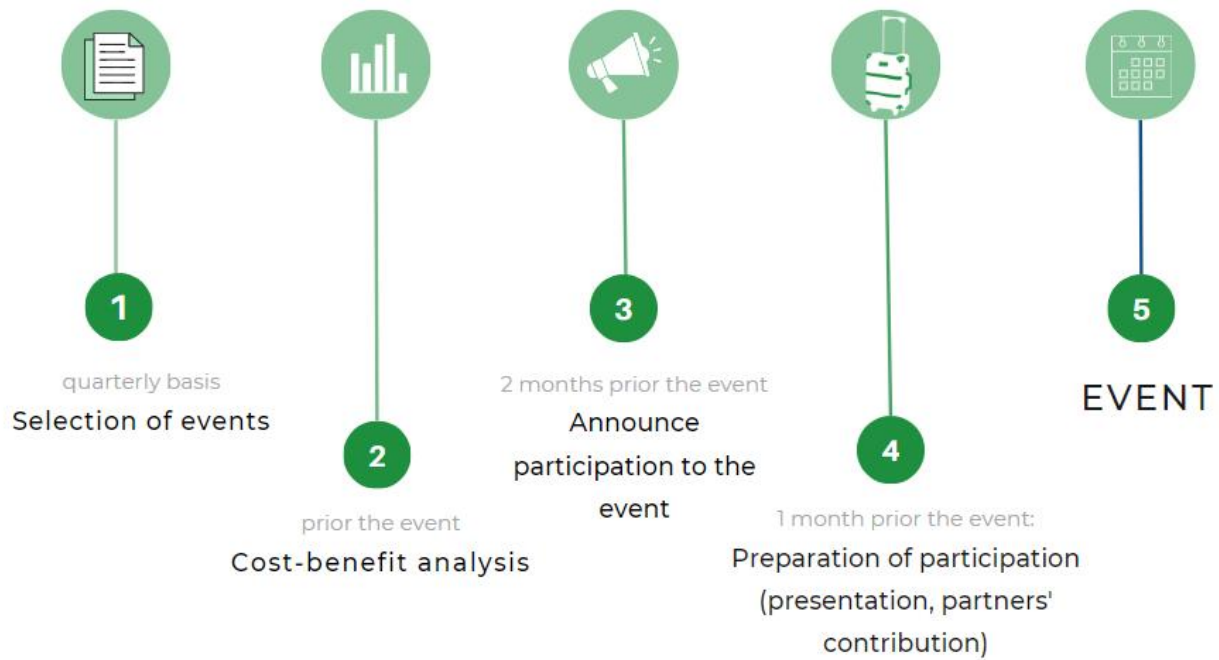 1
quarterly basis
Selection of events
2
prior the event
Cost-benefit analysis
3
2 months prior the event
Announce
participation to the
event
4
1 month prior the event:
Preparation of participation
(presentation, partners'
contribution)
5
EVENT